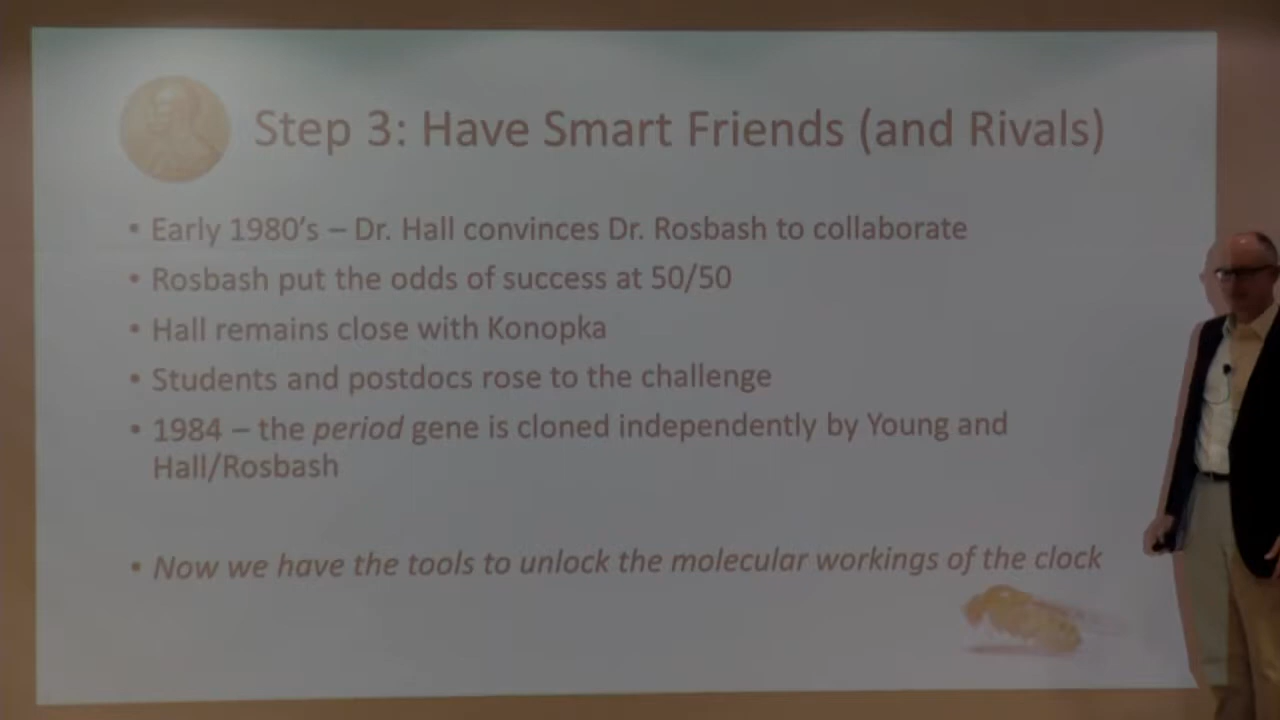 Step 3: Have Smart Friends (and Rivals)
• Early 1980's – Dr. Hall convinces Dr. Rosbash to collaborate
• Rosbash put the odds of success at 50/50
• Hall remains close with Konopka
• Students and postdocs rose to the challenge
• 1984 – the period gene is cloned independently by Young and
Hall/Rosbash
• Now we have the tools to unlock the molecular workings of the clock